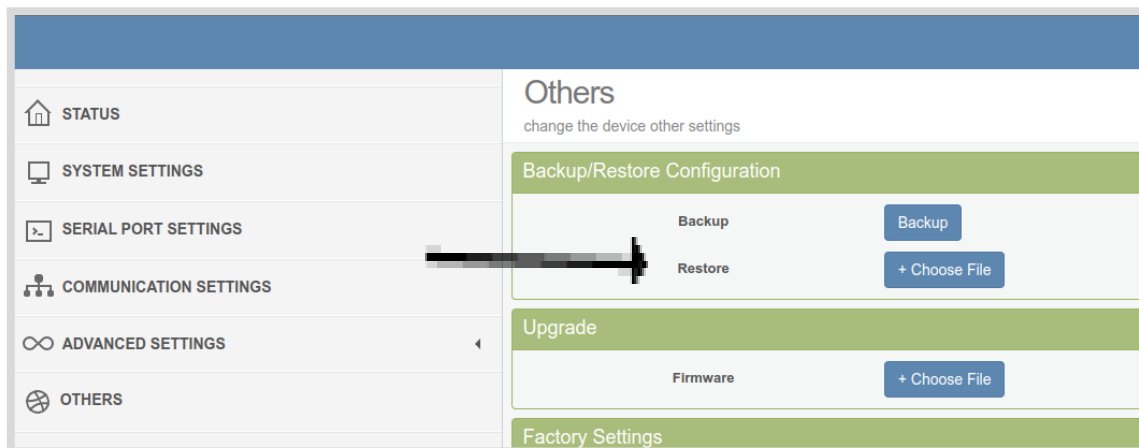 STATUS
SYSTEM SETTINGS
SERIAL PORT SETTINGS
COMMUNICATION SETTINGS
ADVANCED SETTINGS
OTHERS
Others
change the device other settings
Backup/Restore Configuration
Backup Backup
Restore + Choose File
Upgrade
Firmware + Choose File
Factory Settings